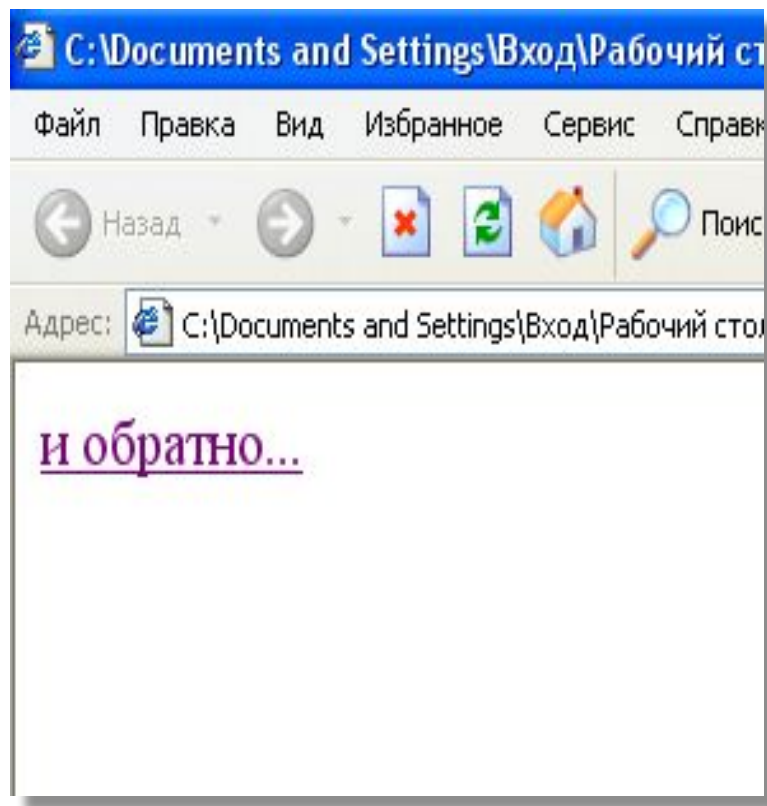 C:\Documents and Settings\Вход\Рабочий ст
Файл Правка Вид Избранное Сервис Справк
Назад Поис
Адрес: C:\Documents and Settings\Вход\Рабочий стол
и обратно...